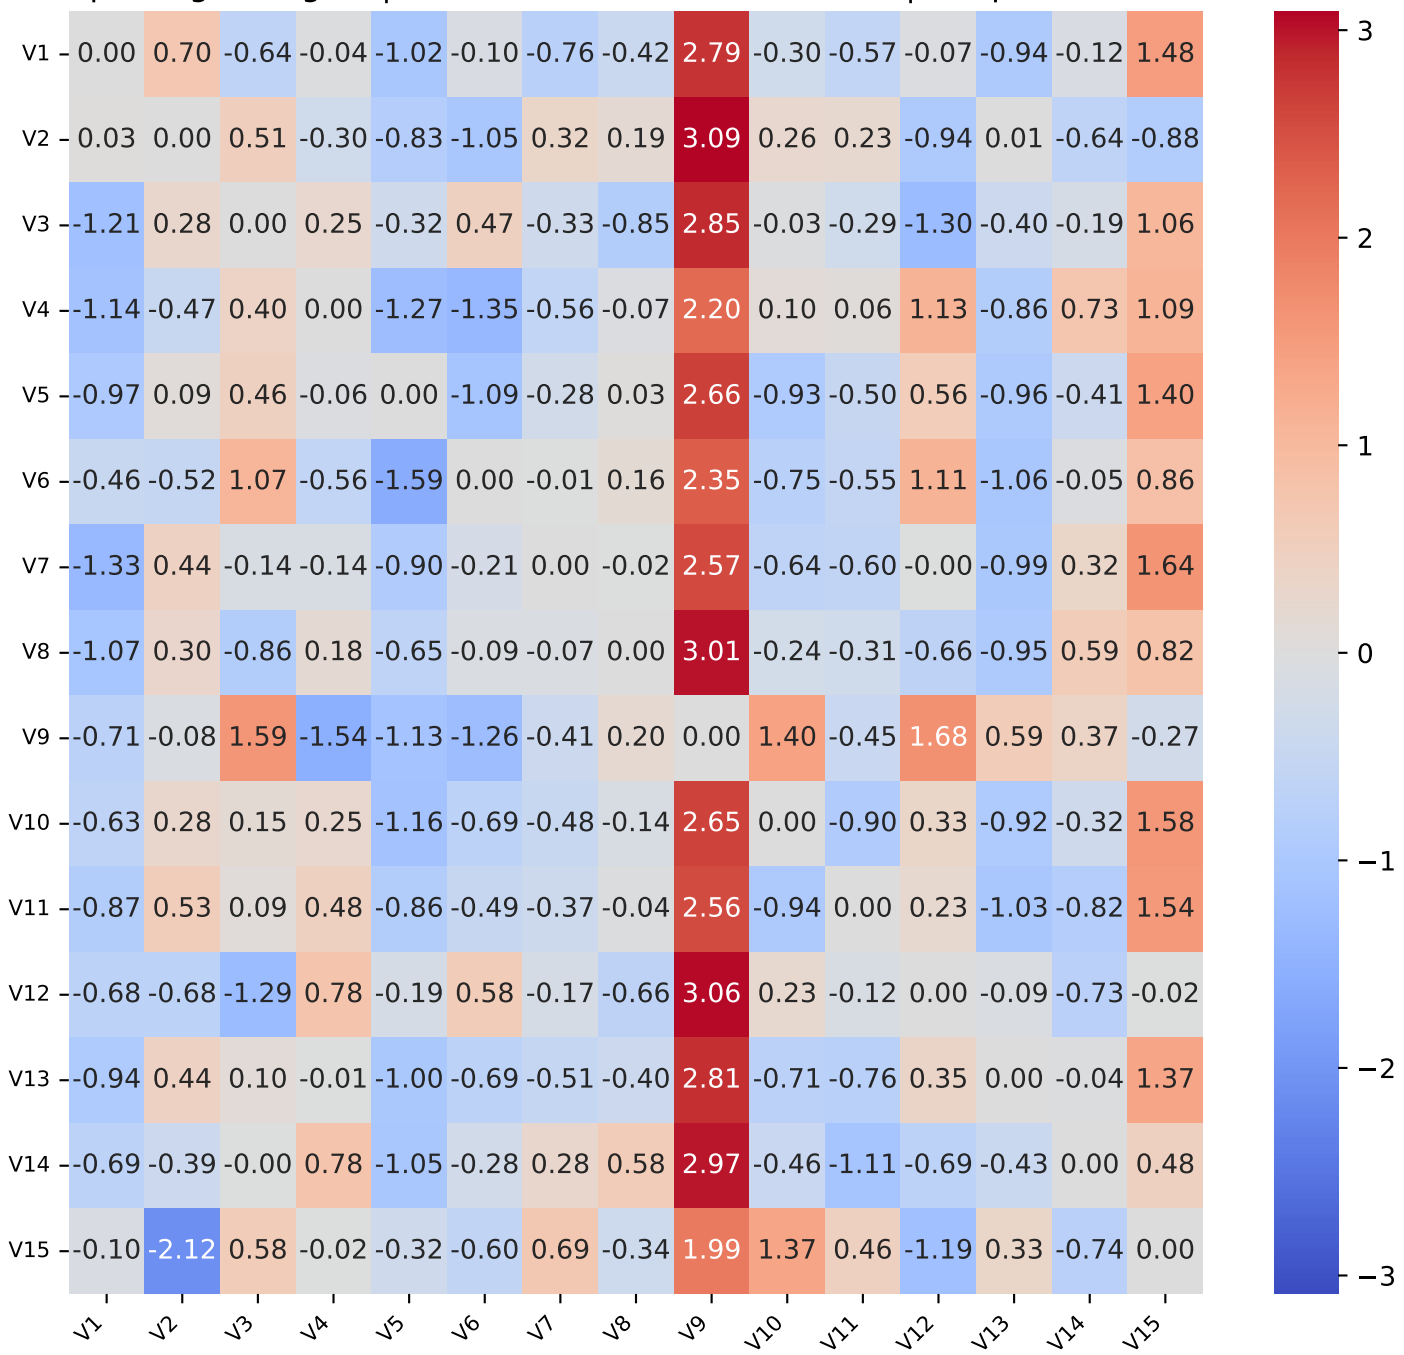 V1 0.00 0.70 -0.64 -0.04 -1.02 -0.10 -0.76 -0.42 2.79 -0.30 -0.57 -0.07 -0.94 -0.12 1.48
V2 0.03 0.00 0.51 -0.30 -0.83 -1.05 0.32 0.19 3.09 0.26 0.23 -0.94 0.01 -0.64 -0.88
V3 -1.21 0.28 0.00 0.25 -0.32 0.47 -0.33 -0.85 2.85 -0.03 -0.29 -1.30 -0.40 -0.19 1.06
V4 -1.14 -0.47 0.40 0.00 -1.27 -1.35 -0.56 -0.07 2.20 0.10 0.06 1.13 -0.86 0.73 1.09
V5 -0.97 0.09 0.46 -0.06 0.00 -1.09 -0.28 0.03 2.66 -0.93 -0.50 0.56 -0.96 -0.41 1.40
V6 -0.46 -0.52 1.07 -0.56 -1.59 0.00 -0.01 0.16 2.35 -0.75 -0.55 1.11 -1.06 -0.05 0.86
V7 -1.33 0.44 -0.14 -0.14 -0.90 -0.21 0.00 -0.02 2.57 -0.64 -0.60 -0.00 -0.99 0.32 1.64
V8 -1.07 0.30 -0.86 0.18 -0.65 -0.09 -0.07 0.00 3.01 -0.24 -0.31 -0.66 -0.95 0.59 0.82
V9 -0.71 -0.08 1.59 -1.54 -1.13 -1.26 -0.41 0.20 0.00 1.40 -0.45 1.68 0.59 0.37 -0.27
V10 -0.63 0.28 0.15 0.25 -1.16 -0.69 -0.48 -0.14 2.65 0.00 -0.90 0.33 -0.92 -0.32 1.58
V11 -0.87 0.53 0.09 0.48 -0.86 -0.49 -0.37 -0.04 2.56 -0.94 0.00 0.23 -1.03 -0.82 1.54
V12 -0.68 -0.68 -1.29 0.78 -0.19 0.58 -0.17 -0.66 3.06 0.23 -0.12 0.00 -0.09 -0.73 -0.02
V13 -0.94 0.44 0.10 -0.01 -1.00 -0.69 -0.51 -0.40 2.81 -0.71 -0.76 0.35 0.00 -0.04 1.37
V14 -0.69 -0.39 -0.00 0.78 -1.05 -0.28 0.28 0.58 2.97 -0.46 -1.11 -0.69 -0.43 0.00 0.48
V15 -0.10 -2.12 0.58 -0.02 -0.32 -0.60 0.69 -0.34 1.99 1.37 0.46 -1.19 0.33 -0.74 0.00
V1 V2 V3 V4 V5 V6 V7 V8 V9 V10 V11 V12 V13 V14 V15
3
2
1
0
−1
−2
−3